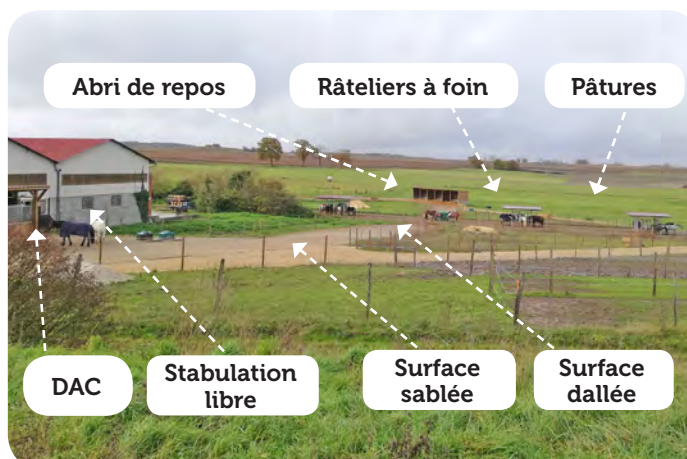 Abri de repos
Râteliers à foin
Pâtures
DAC
Stabulation
libre
Surface
sablée
Surface
dallée